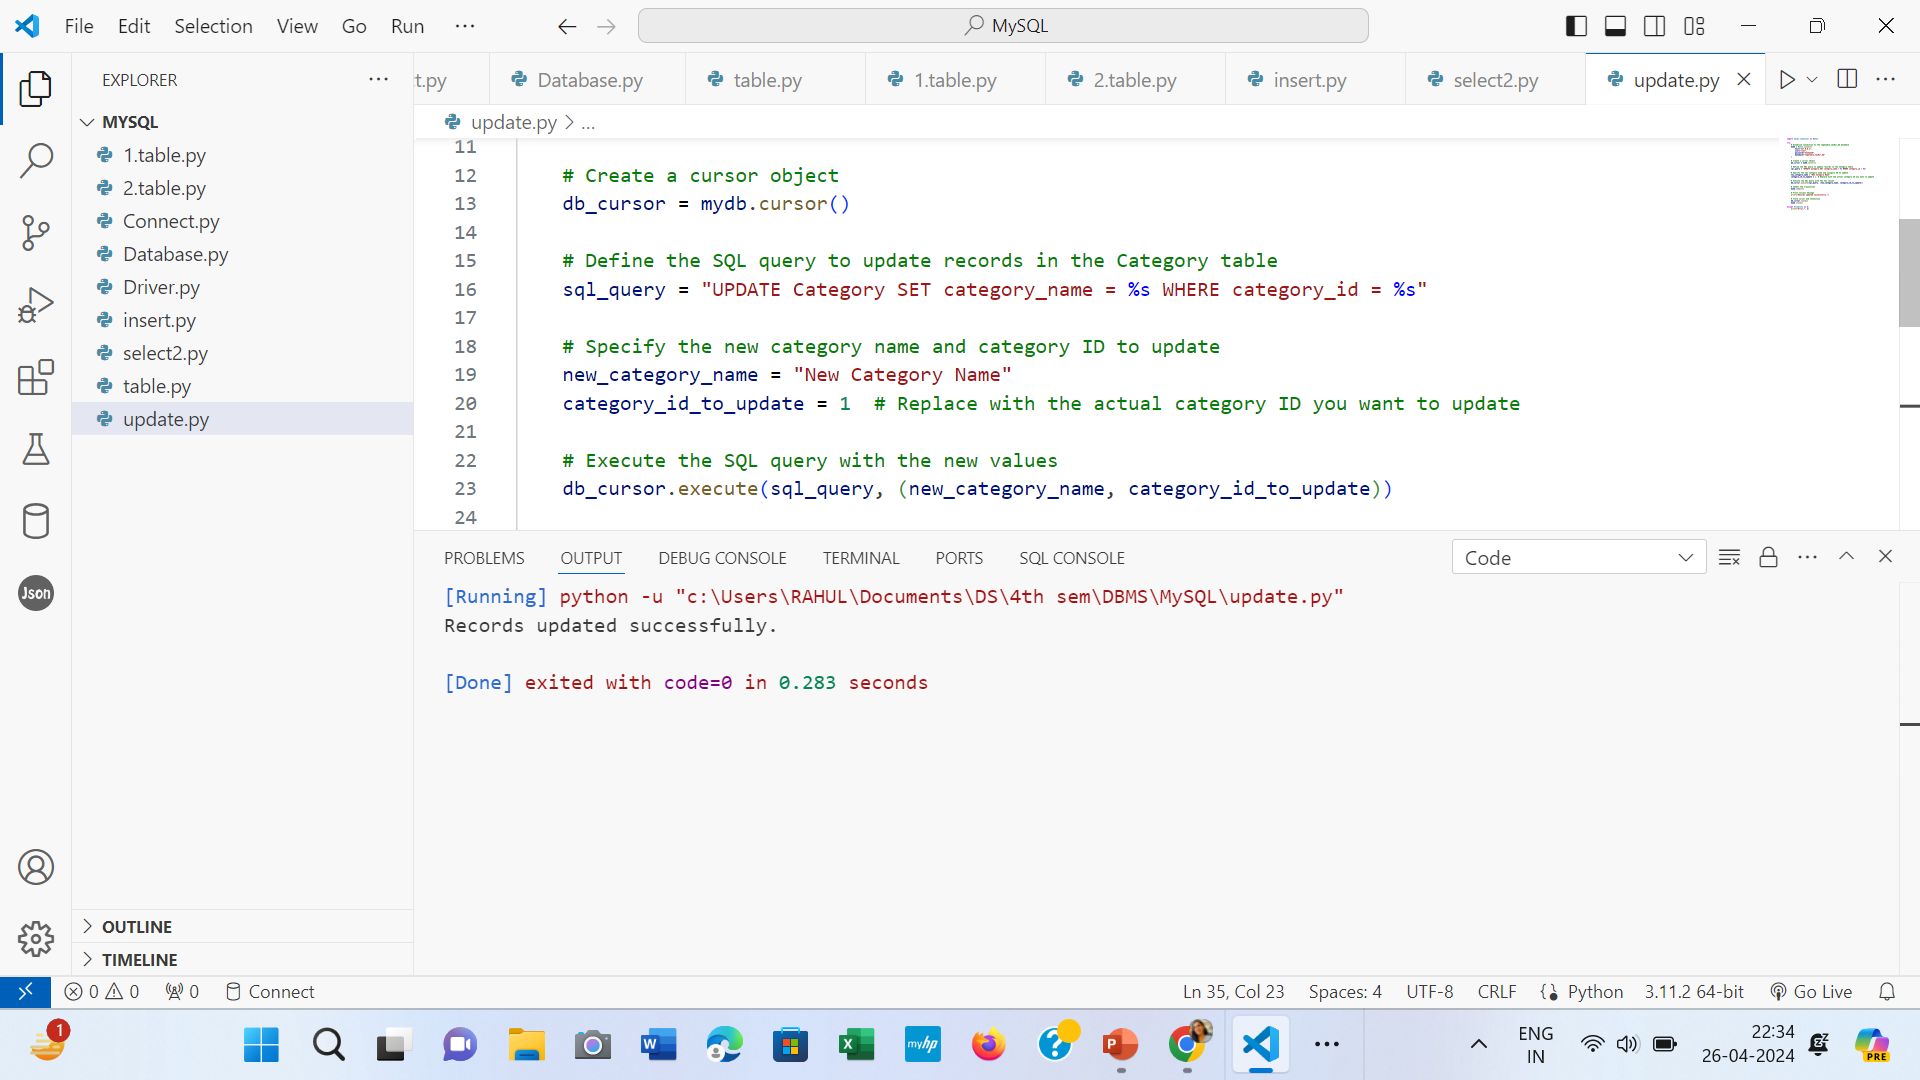 File Edit Selection View Go Run ···
MySQL
EXPLORER
t.py Database.py table.py 1.table.py 2.table.py insert.py select2.py update.py
MYSQL
1.table.py
2.table.py
Connect.py
Database.py
Driver.py
insert.py
select2.py
table.py
update.py
OUTLINE
TIMELINE
update.py > ...
11
12 # Create a cursor object
13 db_cursor = mydb.cursor()
14
15 # Define the SQL query to update records in the Category table
16 sql_query = "UPDATE Category SET category_name = %s WHERE category_id = %s"
17
18 # Specify the new category name and category ID to update
19 new_category_name = "New Category Name"
20 category_id_to_update = 1 # Replace with the actual category ID you want to update
21
22 # Execute the SQL query with the new values
23 db_cursor.execute(sql_query, (new_category_name, category_id_to_update))
24
PROBLEMS OUTPUT DEBUG CONSOLE TERMINAL PORTS SQL CONSOLE
Code
[Running] python -u "c:\Users\RAHUL\Documents\DS\4th sem\DBMS\MySQL\update.py"
Records updated successfully.
[Done] exited with code=0 in 0.283 seconds
Json
0 0 0 Connect
Ln 35, Col 23 Spaces: 4 UTF-8 CRLF Python 3.11.2 64-bit Go Live
1
W
X
myhp
?
P
ENG
IN
22:34
26-04-2024
PRE